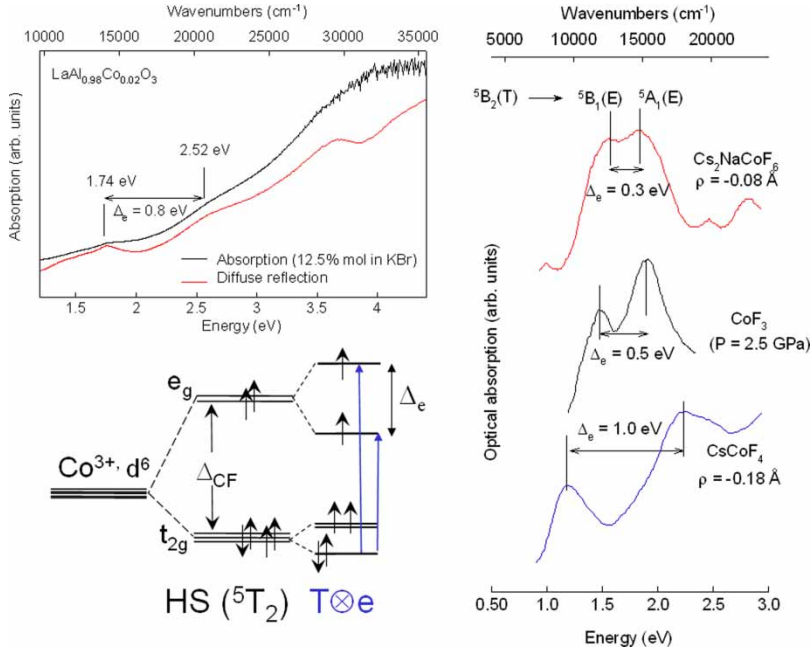 Wavenumbers (cm⁻¹)
10000 15000 20000 25000 30000 35000
LaAl₀.₉₈Co₀.₀₂O₃
2.52 eV
1.74 eV
Δₑ = 0.8 eV
Absorption (12.5% mol in KBr)
Diffuse reflection
Absorption (arb. units)
1.5 2 2.5 3 3.5 4
Energy (eV)
e_g
Δₑ
Co³⁺, d⁶
Δ_CF
t₂g
HS (⁵T₂) T⊗e
Wavenumbers (cm⁻¹)
5000 10000 15000 20000
⁵B₂(T) ⟶ ⁵B₁(E) ⁵A₁(E)
Cs₂NaCoF₆
ρ = -0.08 Å
Δₑ = 0.3 eV
CoF₃
(P = 2.5 GPa)
Δₑ = 0.5 eV
Δₑ = 1.0 eV
CsCoF₄
ρ = -0.18 Å
Optical absorption (arb. units)
0.50 1.0 1.5 2.0 3.0
Energy (eV)